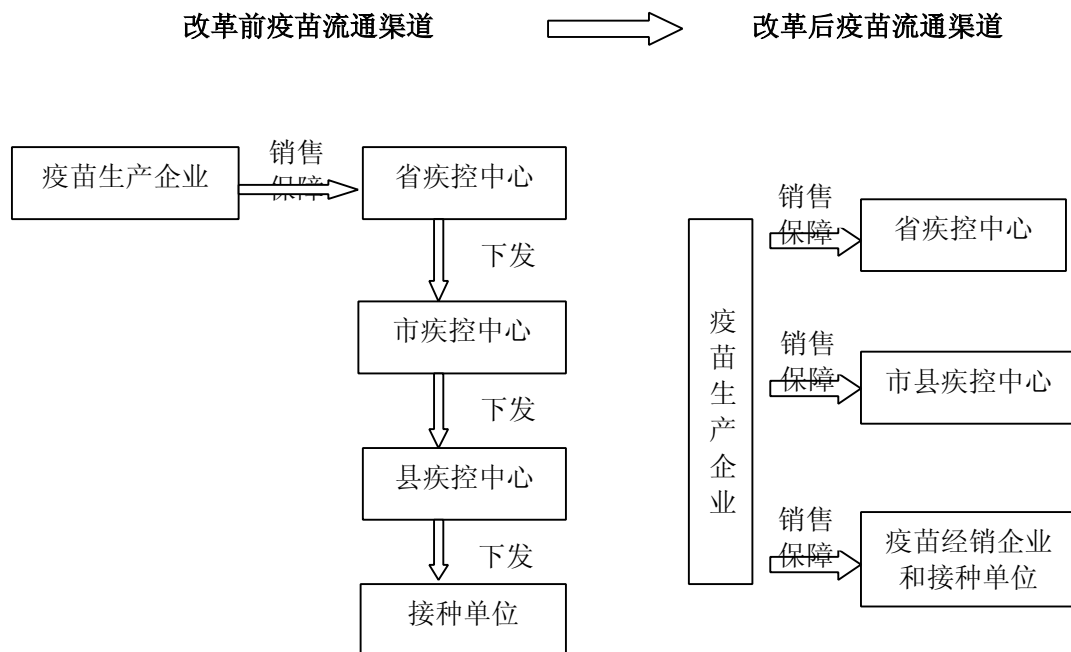 改革前疫苗流通渠道
改革后疫苗流通渠道
疫苗生产企业
销售
保障
省疾控中心
下发
市疾控中心
下发
县疾控中心
下发
接种单位
疫苗生产企业
销售
保障
省疾控中心
销售
保障
市县疾控中心
销售
保障
疫苗经销企业
和接种单位